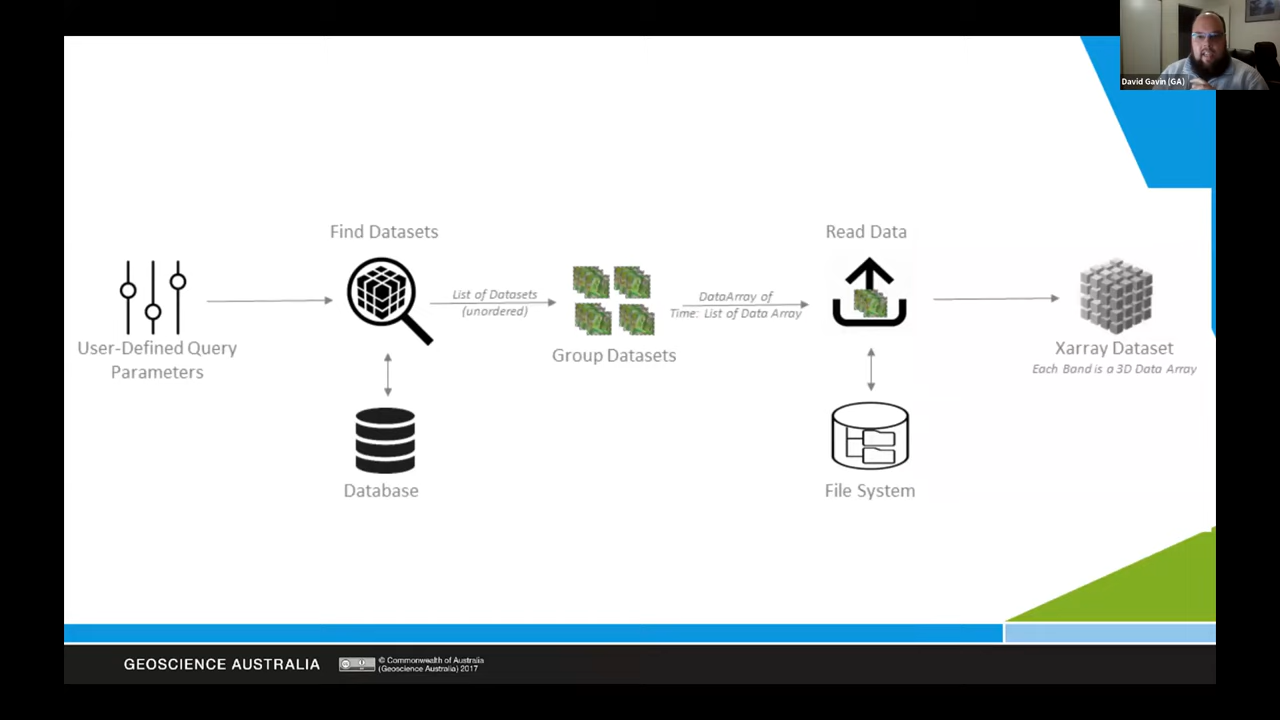 David Gavin (GA)
Find Datasets
Read Data
List of Datasets
(unordered)
DataArray of
Time: List of Data Array
User-Defined Query
Parameters
Group Datasets
Xarray Dataset
Each Band is a 3D Data Array
Database
File System
GEOSCIENCE AUSTRALIA
© Commonwealth of Australia
(Geoscience Australia) 2017